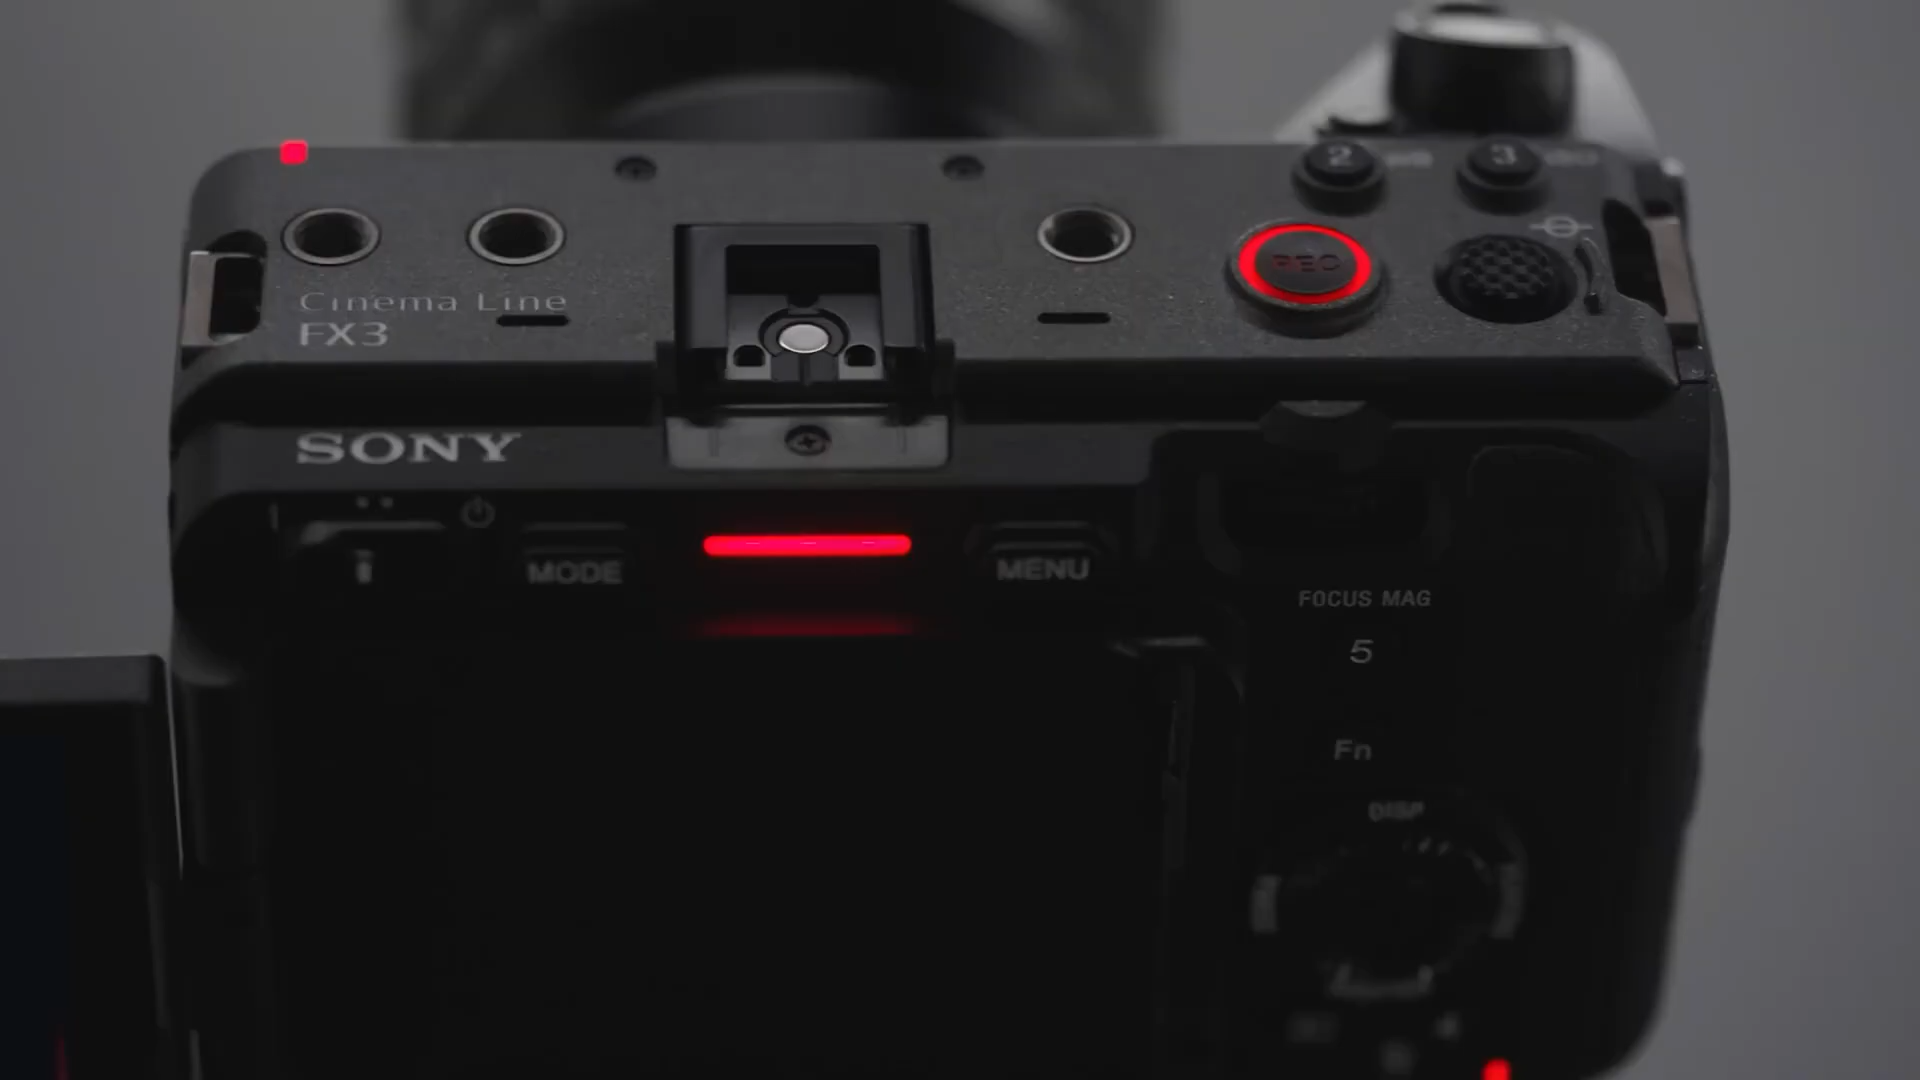 2
3
REC
Cinema Line
FX3
SONY
MODE
MENU
FOCUS MAG
5
Fn
DISP